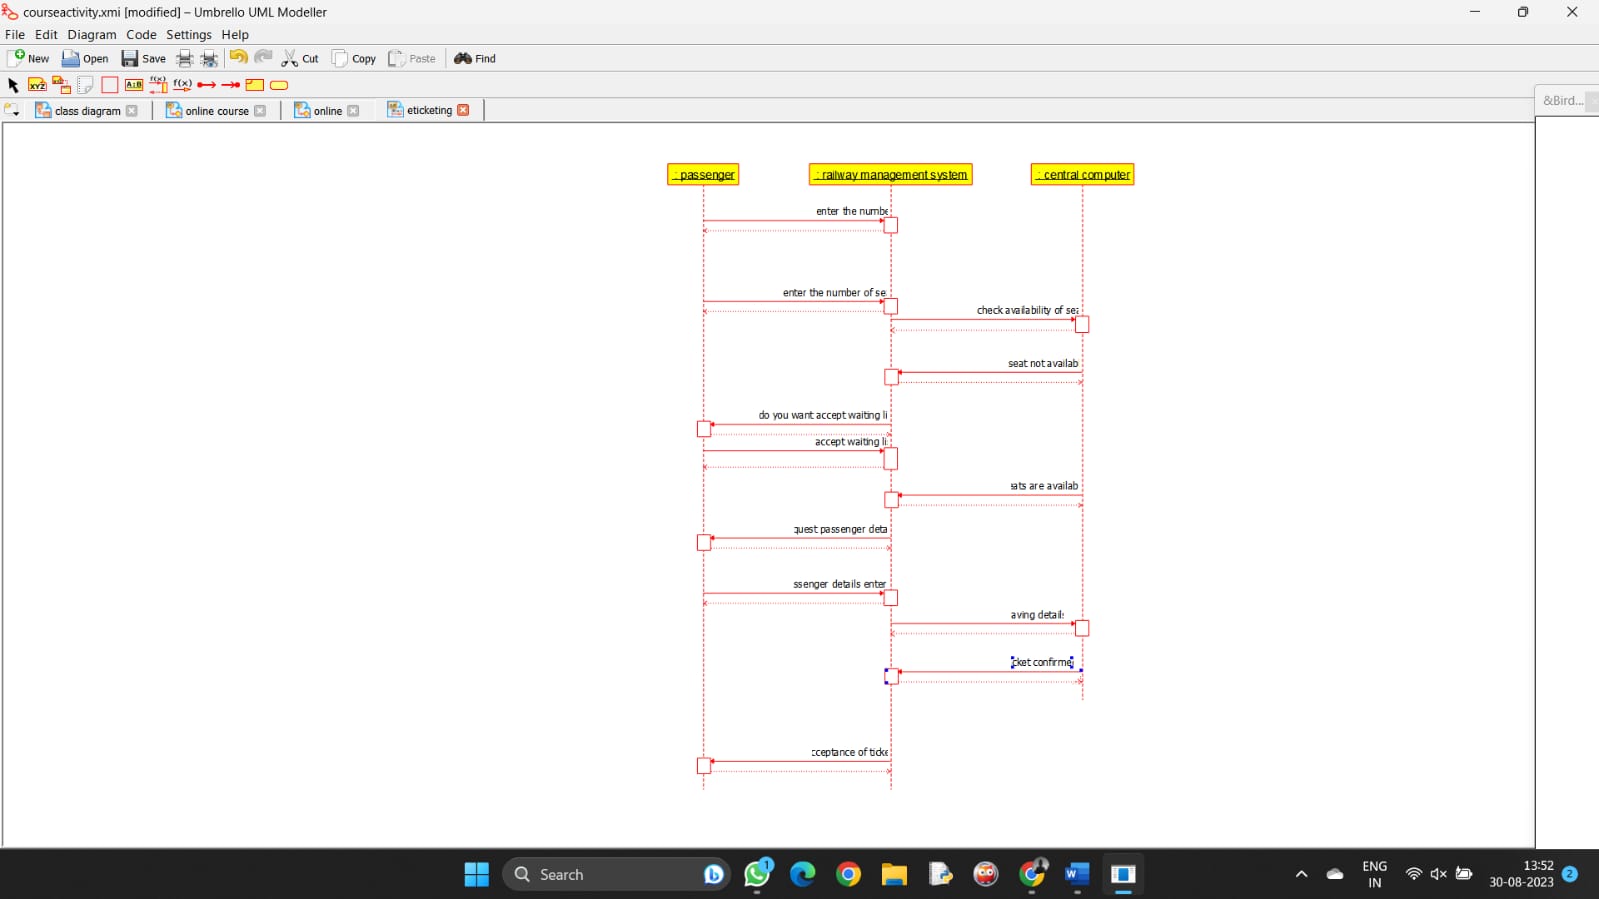 courseactivity.xmi [modified] – Umbrello UML Modeller
File Edit Diagram Code Settings Help
New Open Save Cut Copy Paste Find
XYZ A:B f(x) f(x)
class diagram online course online eticketing
&Bird...
: passenger : railway management system : central computer
enter the numbe
enter the number of se
check availability of sea
seat not availab
do you want accept waiting li
accept waiting li
ats are availab
quest passenger deta
ssenger details enter
aving details
cket confirme
cceptance of ticke
Search
1
W
ENG
IN
13:52
30-08-2023
2